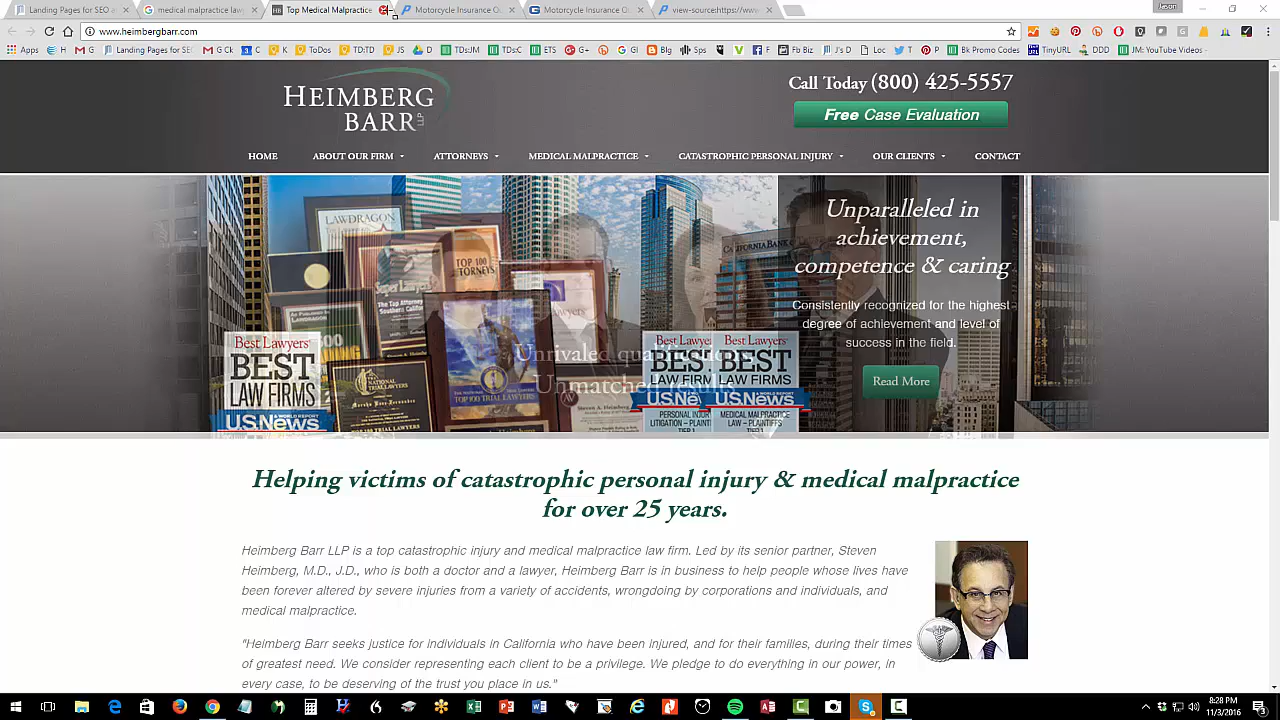 Landing Pages for SEO
medical malpractice law
Top Medical Malpractice
Motorcycle Insurance Qu
Motorcycle Insurance Qu
view-source:https://www
Jason
www.heimbergbarr.com
Apps
H
Landing Pages for SEO
G Ck
C
K
ToDos
TD:TD
JS
D
TDsJM
TDsC
ETS
G+
GI
Blg
Sps
V
F
Fb Biz
J's D
Loc
T
P
Bk Promo Codes
TinyURL
DDD
JM: YouTube Videos -
HEIMBERG
BARR LLP
Call Today (800) 425-5557
Free Case Evaluation
HOME
ABOUT OUR FIRM
ATTORNEYS
MEDICAL MALPRACTICE
CATASTROPHIC PERSONAL INJURY
OUR CLIENTS
CONTACT
LAWDRAGON
TOP 100
CALIFORNIA BANK
Unparalleled in
achievement,
competence & caring
Consistently recognized for the highest
degree of achievement and level of
success in the field.
Read More
Best Lawyers
BEST
LAW FIRMS
U.S.News
Best Lawyers
BEST
LAW FIRMS
U.S.News
MEDICAL MALPRACTICE
LAW – PLAINTIFFS
TIER 1
Helping victims of catastrophic personal injury & medical malpractice
for over 25 years.
Heimberg Barr LLP is a top catastrophic injury and medical malpractice law firm. Led by its senior partner, Steven
Heimberg, M.D., J.D., who is both a doctor and a lawyer, Heimberg Barr is in business to help people whose lives have
been forever altered by severe injuries from a variety of accidents, wrongdoing by corporations and individuals, and
medical malpractice.
"Heimberg Barr seeks justice for individuals in California who have been injured, and for their families, during their times
of greatest need. We consider representing each client to be a privilege. We pledge to do everything in our power, in
every case, to be deserving of the trust you place in us."
8:28 PM
11/3/2016